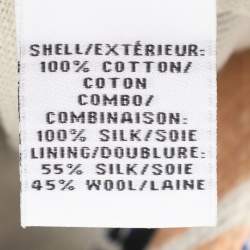 SHELL/EXTÉRIEUR:
100% COTTON/
COTON
COMBO/
COMBINAISON:
100% SILK/SOIE
LINING/DOUBLURE:
55% SILK/SOIE
45% WOOL/LAINE